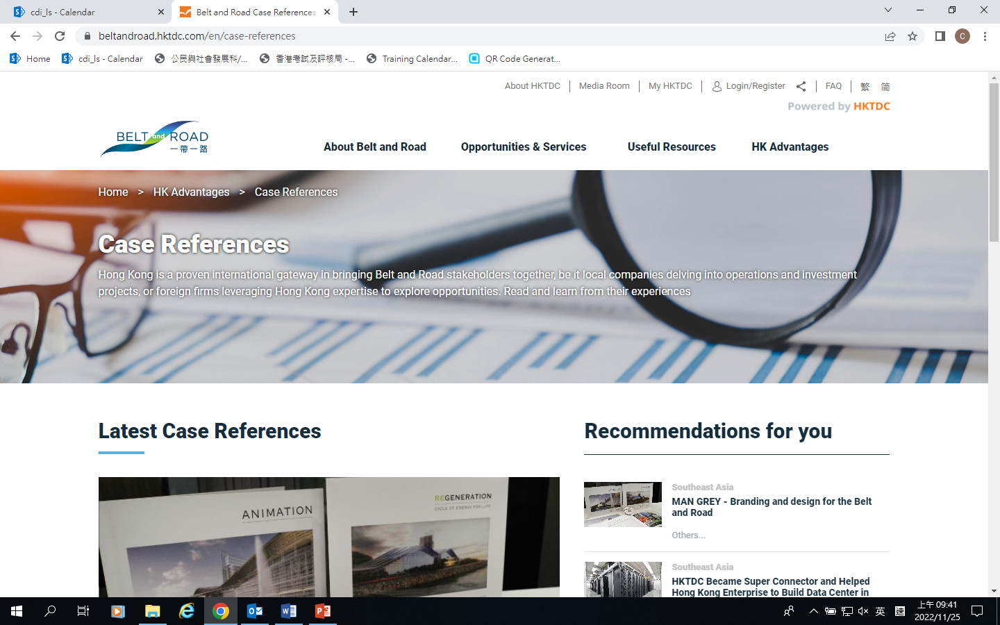 cdi_ls - Calendar
Belt and Road Case References
beltandroad.hktdc.com/en/case-references
C
Home
cdi_ls - Calendar
公民與社會發展科/...
香港考試及評核局 -...
Training Calendar...
QR Code Generat...
About HKTDC
Media Room
My HKTDC
Login/Register
FAQ
繁
简
Powered by HKTDC
BELT and ROAD
一帶一路
About Belt and Road
Opportunities & Services
Useful Resources
HK Advantages
Home > HK Advantages > Case References
Case References
Hong Kong is a proven international gateway in bringing Belt and Road stakeholders together, be it local companies delving into operations and investment
projects, or foreign firms leveraging Hong Kong expertise to explore opportunities. Read and learn from their experiences
Latest Case References
ANIMATION
REGENERATION
CYCLE OF ENERGY FOR LIFE
Recommendations for you
Southeast Asia
MAN GREY - Branding and design for the Belt
and Road
Others...
Southeast Asia
HKTDC Became Super Connector and Helped
Hong Kong Enterprise to Build Data Center in
英
速
上午 09:41
2022/11/25